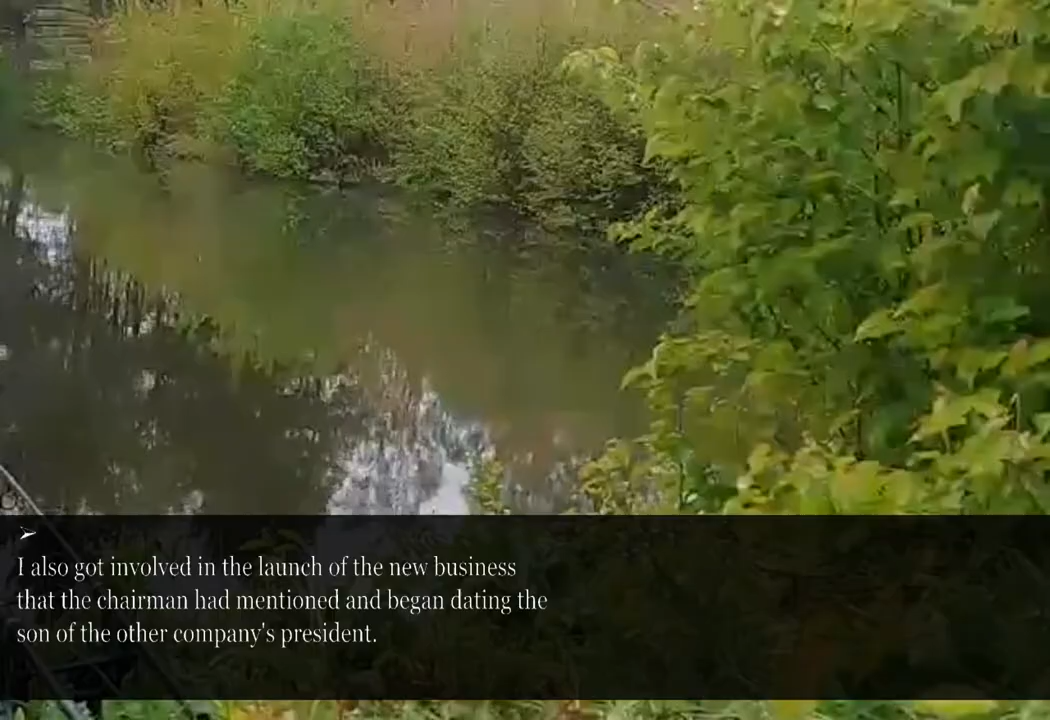 ➢
I also got involved in the launch of the new business
that the chairman had mentioned and began dating the
son of the other company's president.